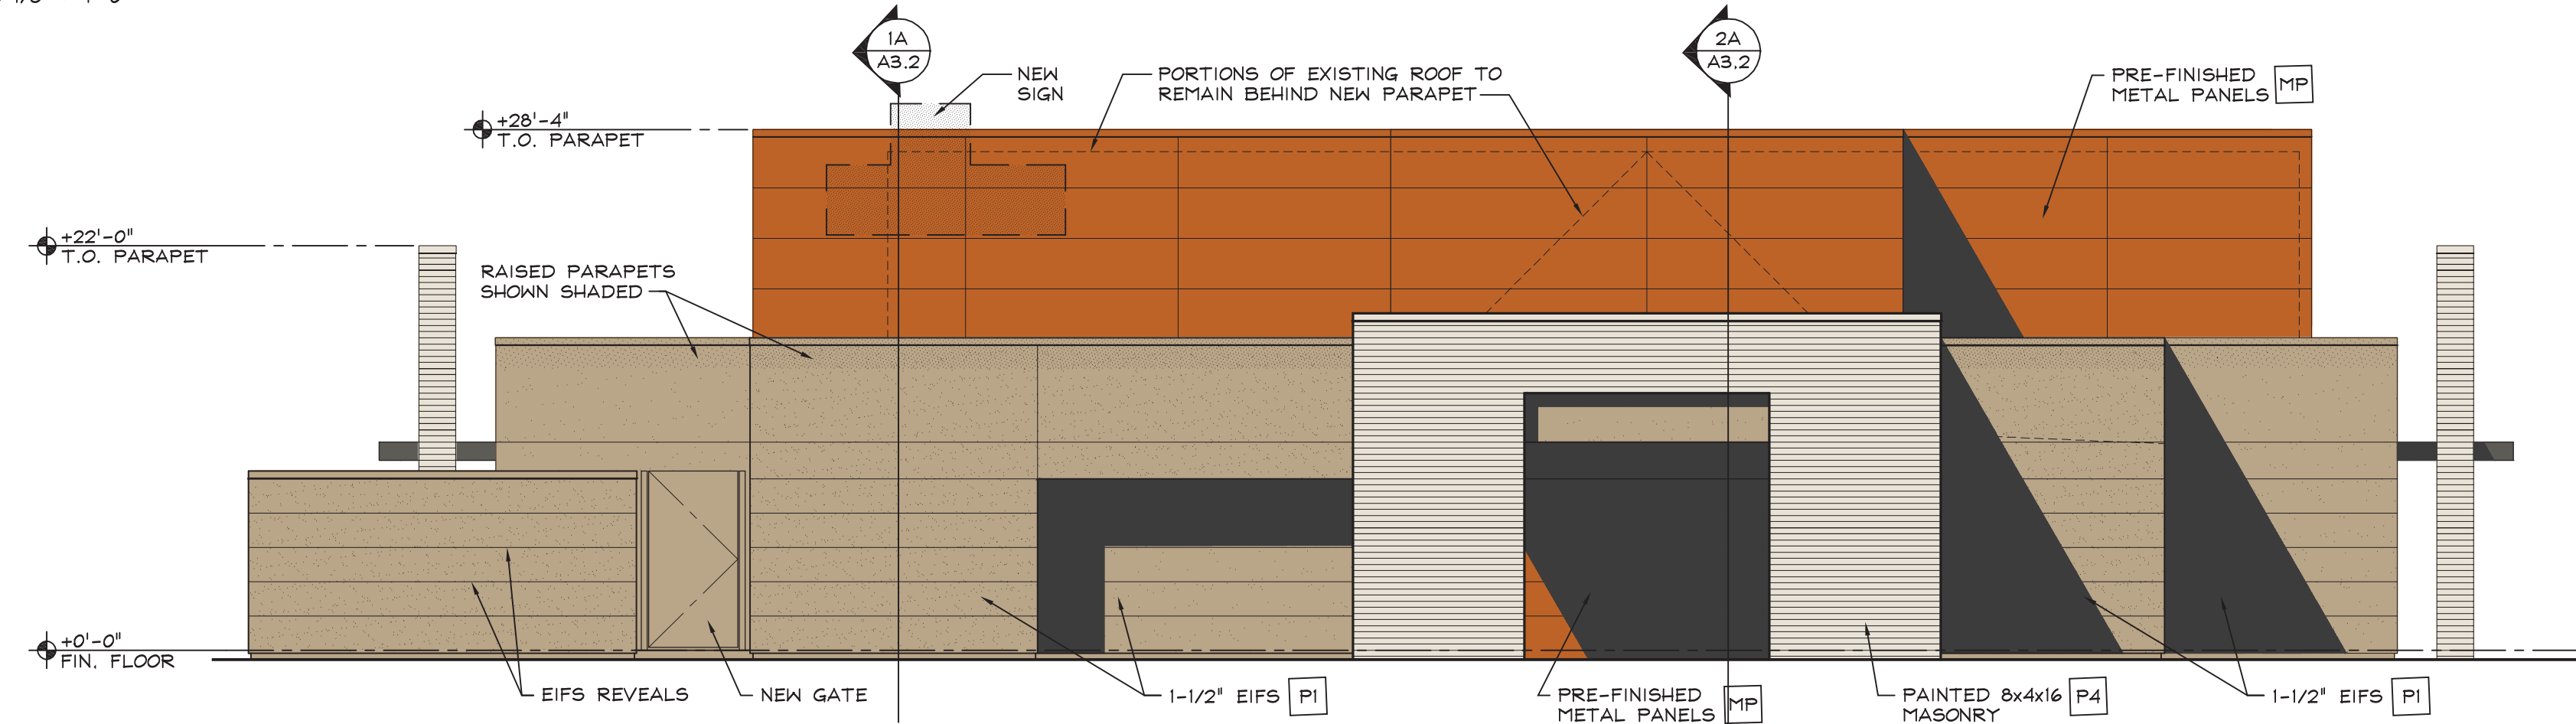 1A
A3.2
2A
A3.2
NEW
SIGN
PORTIONS OF EXISTING ROOF TO
REMAIN BEHIND NEW PARAPET
PRE-FINISHED
METAL PANELS MP
+28'-4"
T.O. PARAPET
+22'-0"
T.O. PARAPET
RAISED PARAPETS
SHOWN SHADED
+0'-0"
FIN. FLOOR
EIFS REVEALS
NEW GATE
1-1/2" EIFS P1
PRE-FINISHED
METAL PANELS MP
PAINTED 8x4x16 P4
MASONRY
1-1/2" EIFS P1